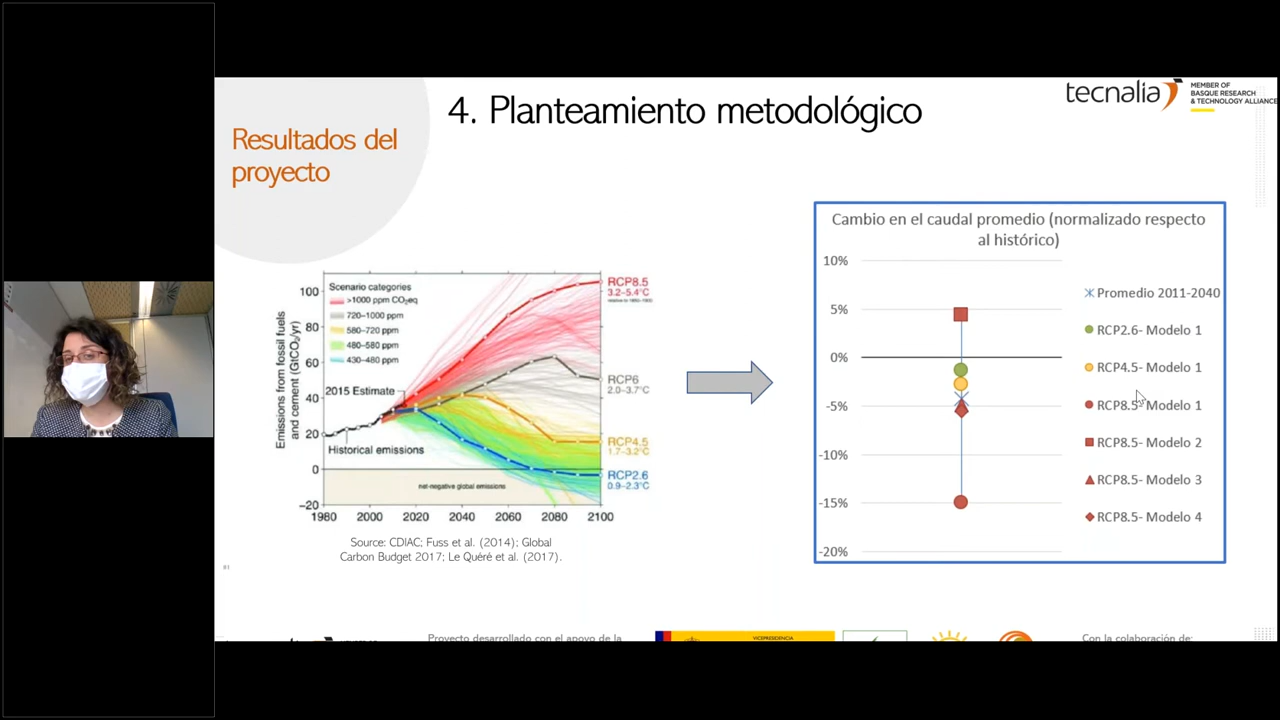 4. Planteamiento metodológico
tecnalia
MEMBER OF
BASQUE RESEARCH
& TECHNOLOGY ALLIANCE
Resultados del
proyecto
Scenario categories
>1000 ppm CO₂eq
720–1000 ppm
580–720 ppm
480–580 ppm
430–480 ppm
Emissions from fossil fuels
and cement (GtCO₂/yr)
100
80
60
40
20
0
−20
2015 Estimate
Historical emissions
net-negative global emissions
1980
2000
2020
2040
2060
2080
2100
RCP8.5
3.2–5.4°C
relative to 1850–1900
RCP6
2.0–3.7°C
RCP4.5
1.7–3.2°C
RCP2.6
0.9–2.3°C
Source: CDIAC; Fuss et al. (2014); Global
Carbon Budget 2017; Le Quéré et al. (2017).
Cambio en el caudal promedio (normalizado respecto
al histórico)
10%
5%
0%
-5%
-10%
-15%
-20%
Promedio 2011-2040
RCP2.6- Modelo 1
RCP4.5- Modelo 1
RCP8.5- Modelo 1
RCP8.5- Modelo 2
RCP8.5- Modelo 3
RCP8.5- Modelo 4
Proyecto desarrollado con el apoyo de la
VICEPRESIDENCIA
Con la colaboración de: